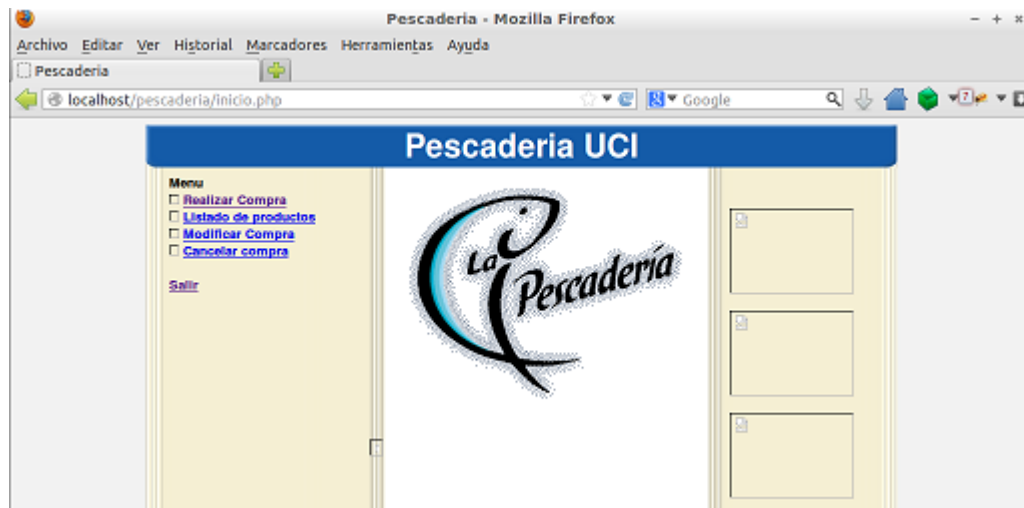 Pescaderia - Mozilla Firefox
Archivo Editar Ver Historial Marcadores Herramientas Ayuda
Pescaderia
localhost/pescaderia/inicio.php
Google
Pescaderia UCI
Menu
Realizar Compra
Listado de productos
Modificar Compra
Cancelar compra
Salir
La
Pescadería